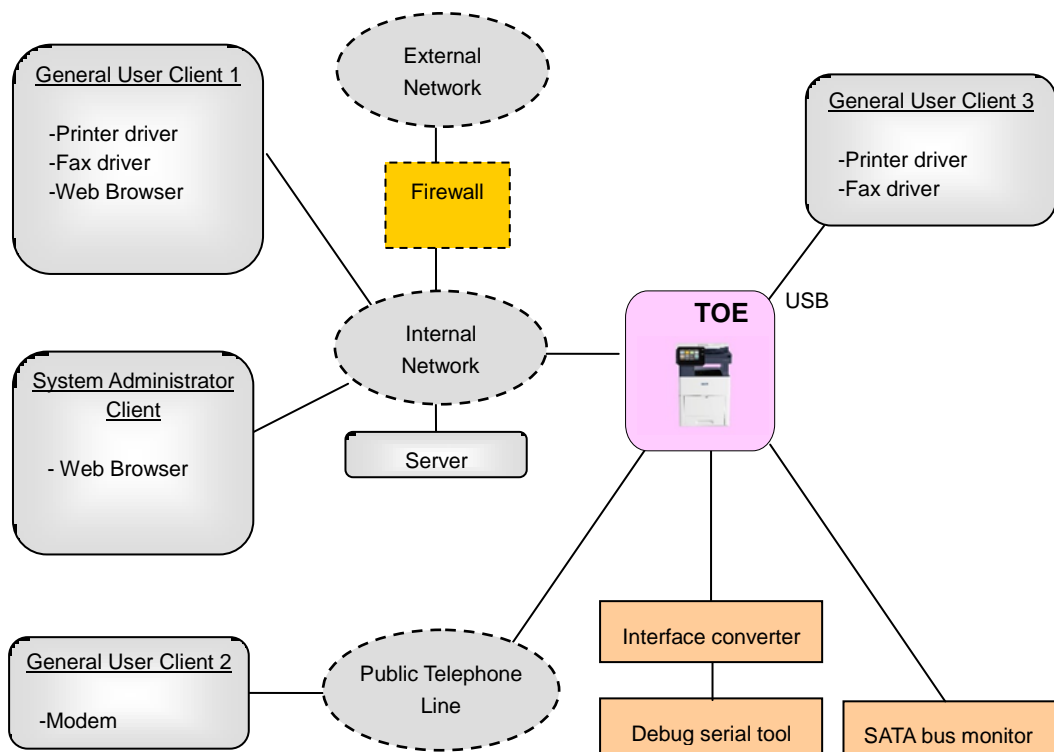 External
Network
General User Client 1
-Printer driver
-Fax driver
-Web Browser
Firewall
General User Client 3
-Printer driver
-Fax driver
USB
TOE
Internal
Network
System Administrator
Client
- Web Browser
Server
General User Client 2
-Modem
Public Telephone
Line
Interface converter
Debug serial tool
SATA bus monitor